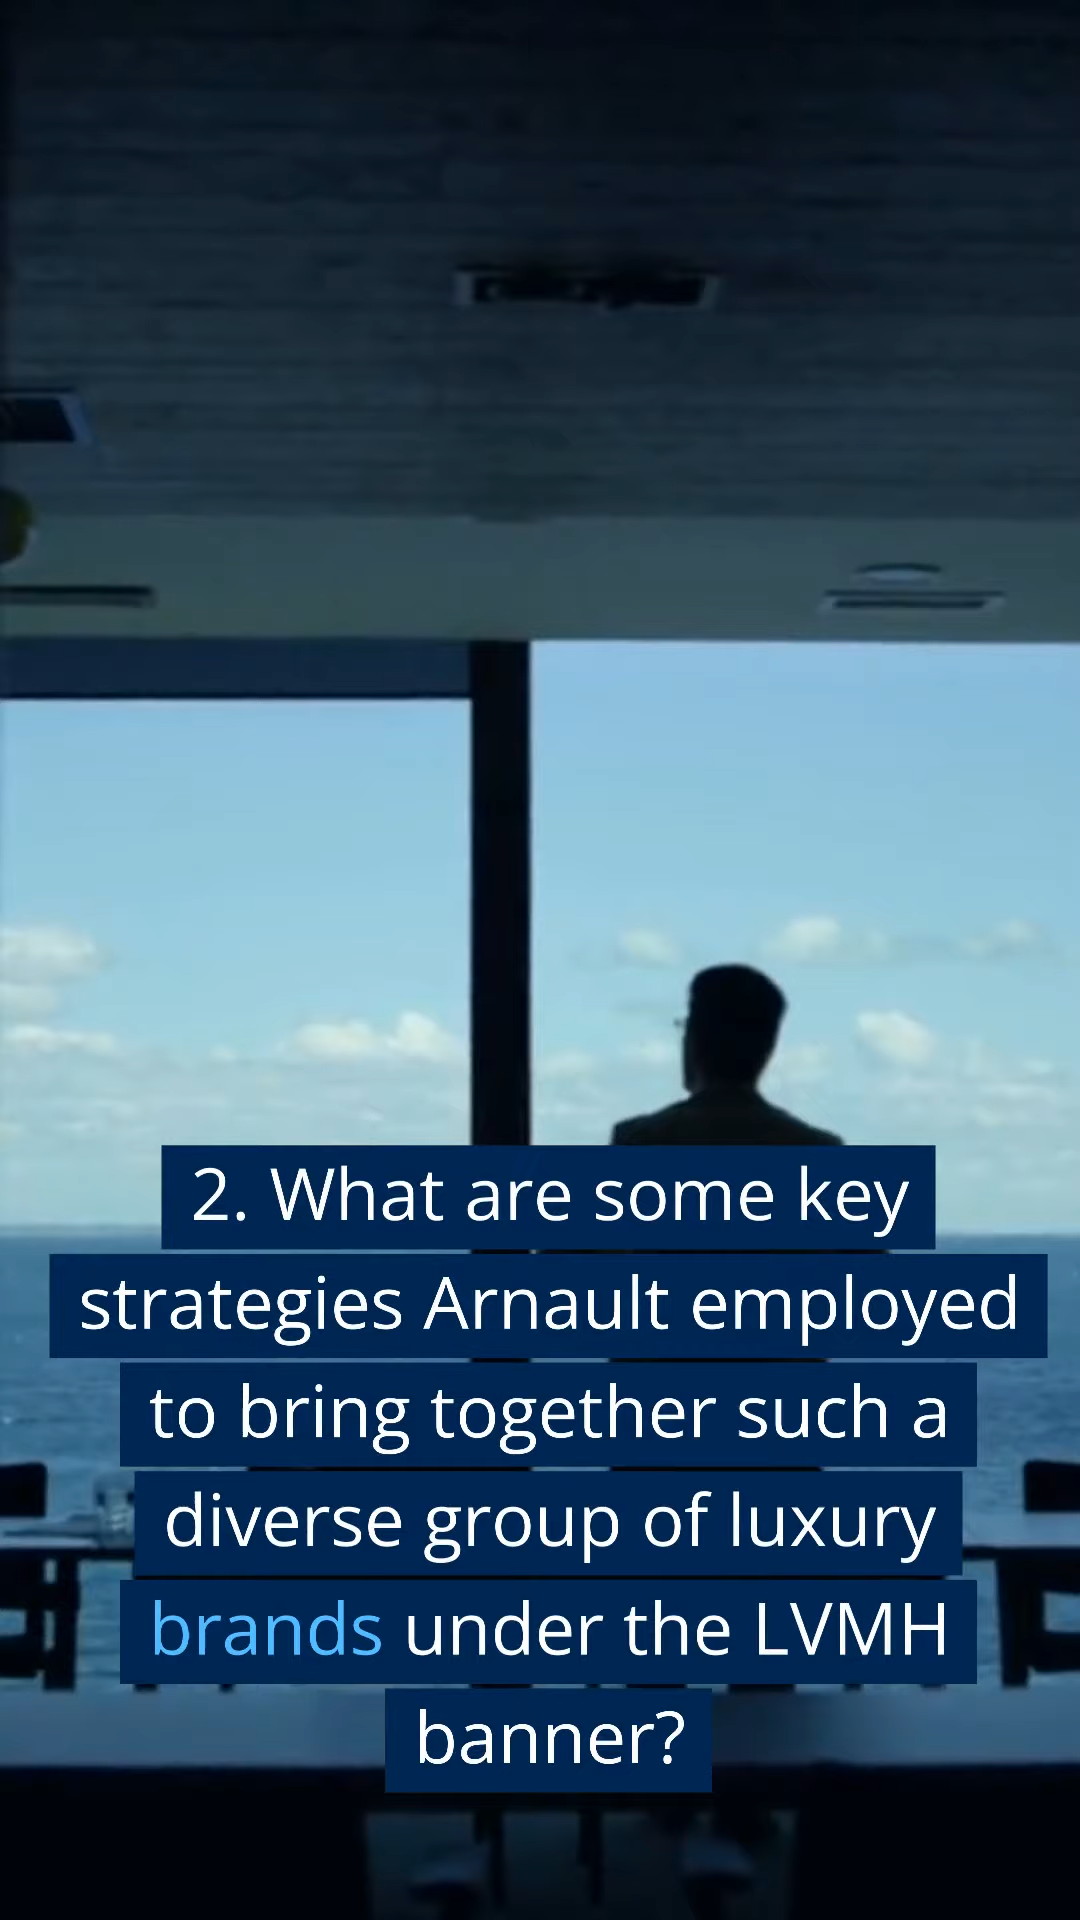 2. What are some key
strategies Arnault employed
to bring together such a
diverse group of luxury
brands under the LVMH
banner?